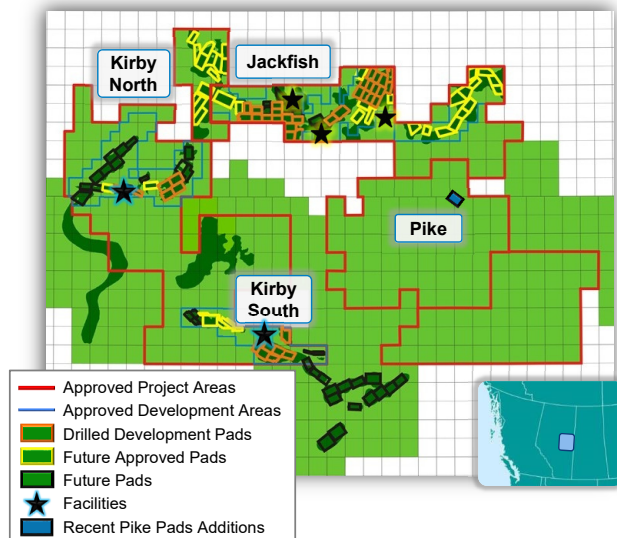 Kirby
North
Jackfish
Pike
Kirby
South
Approved Project Areas
Approved Development Areas
Drilled Development Pads
Future Approved Pads
Future Pads
Facilities
Recent Pike Pads Additions